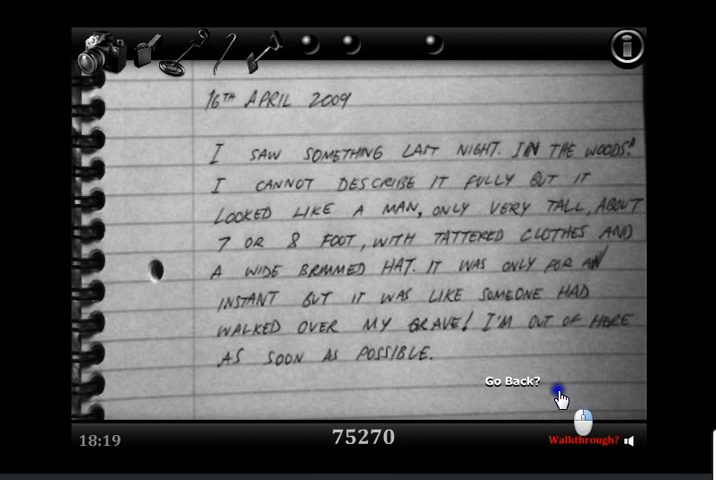 16TH APRIL 2009
I SAW SOMETHING LAST NIGHT. IN THE WOODS!
I CANNOT DESCRIBE IT FULLY BUT IT
LOOKED LIKE A MAN, ONLY VERY TALL, ABOUT
7 OR 8 FOOT, WITH TATTERED CLOTHES AND
A WIDE BRIMMED HAT. IT WAS ONLY FOR AN
INSTANT BUT IT WAS LIKE SOMEONE HAD
WALKED OVER MY GRAVE! I'M OUT OF HERE
AS SOON AS POSSIBLE.
Go Back?
18:19
75270
Walkthrough?